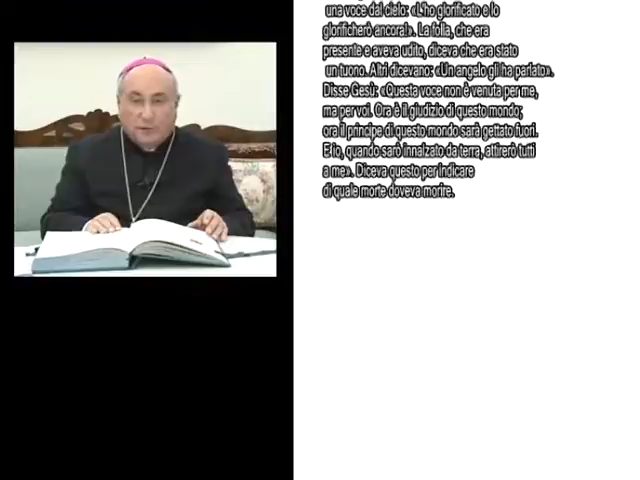 una voce dal cielo: «L'ho glorificato e lo
glorificherò ancora!». La folla, che era
presente e aveva udito, diceva che era stato
un tuono. Altri dicevano: «Un angelo gli ha parlato».
Disse Gesù: «Questa voce non è venuta per me,
ma per voi. Ora è il giudizio di questo mondo;
ora il principe di questo mondo sarà gettato fuori.
E io, quando sarò innalzato da terra, attirerò tutti
a me». Diceva questo per indicare
di quale morte doveva morire.